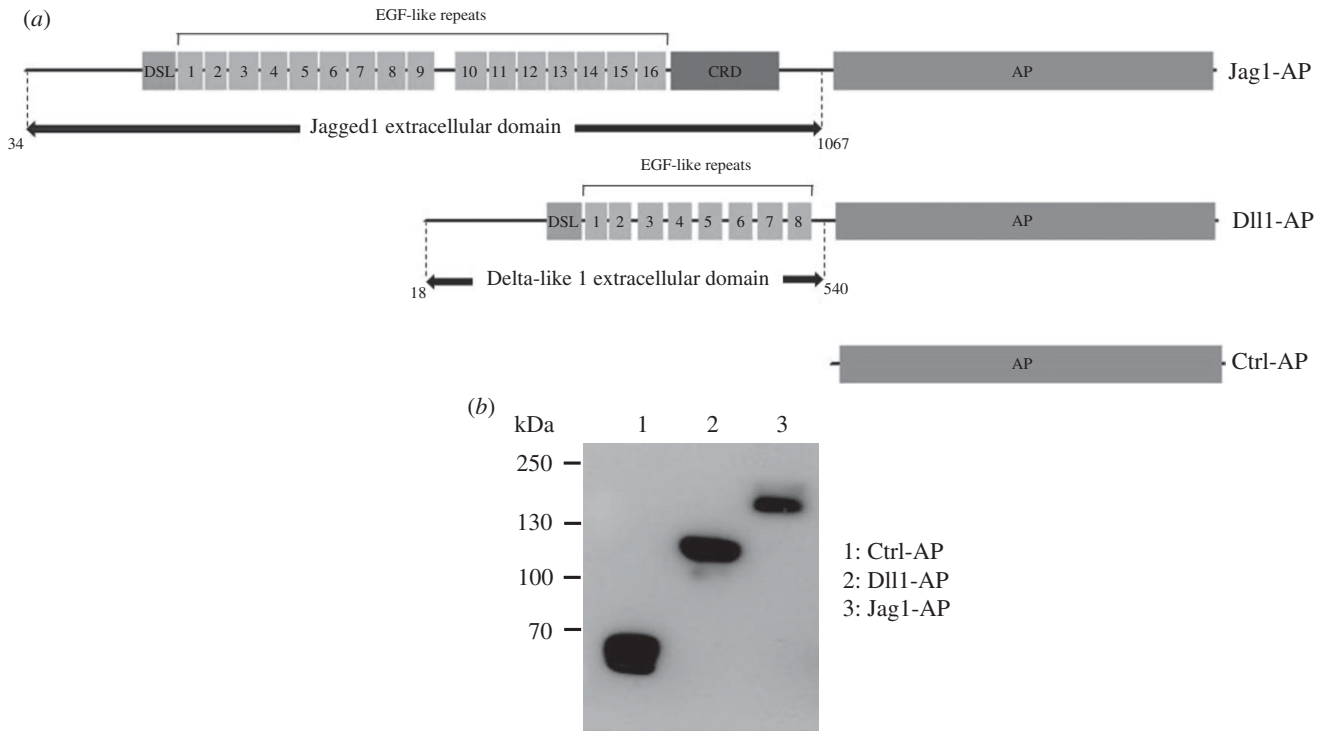 (a)
EGF-like repeats
DSL 1 2 3 4 5 6 7 8 9 10 11 12 13 14 15 16 CRD AP Jag1-AP
Jagged1 extracellular domain
34 1067
EGF-like repeats
DSL 1 2 3 4 5 6 7 8 AP Dll1-AP
Delta-like 1 extracellular domain
18 540
AP Ctrl-AP
(b)
kDa 1 2 3
250
130
100
70
1: Ctrl-AP
2: Dll1-AP
3: Jag1-AP